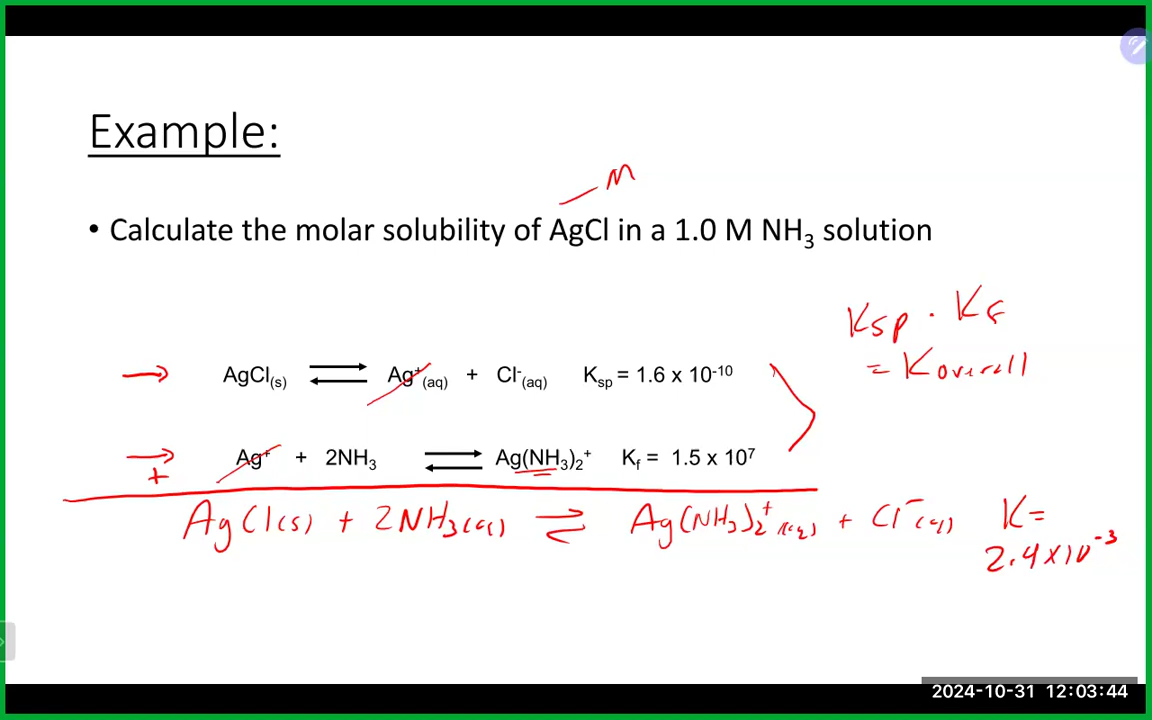 Example:
M
• Calculate the molar solubility of AgCl in a 1.0 M NH₃ solution
Ksp · Kf
= Koverall
AgCl(s) ⇌ Ag⁺(aq) + Cl⁻(aq) Ksp = 1.6 x 10⁻¹⁰
Ag⁺ + 2NH₃ ⇌ Ag(NH₃)₂⁺ Kf = 1.5 x 10⁷
+
AgCl(s) + 2NH₃(aq) ⇌ Ag(NH₃)₂⁺(aq) + Cl⁻(aq) K =
2.4 x 10⁻³
2024-10-31 12:03:44